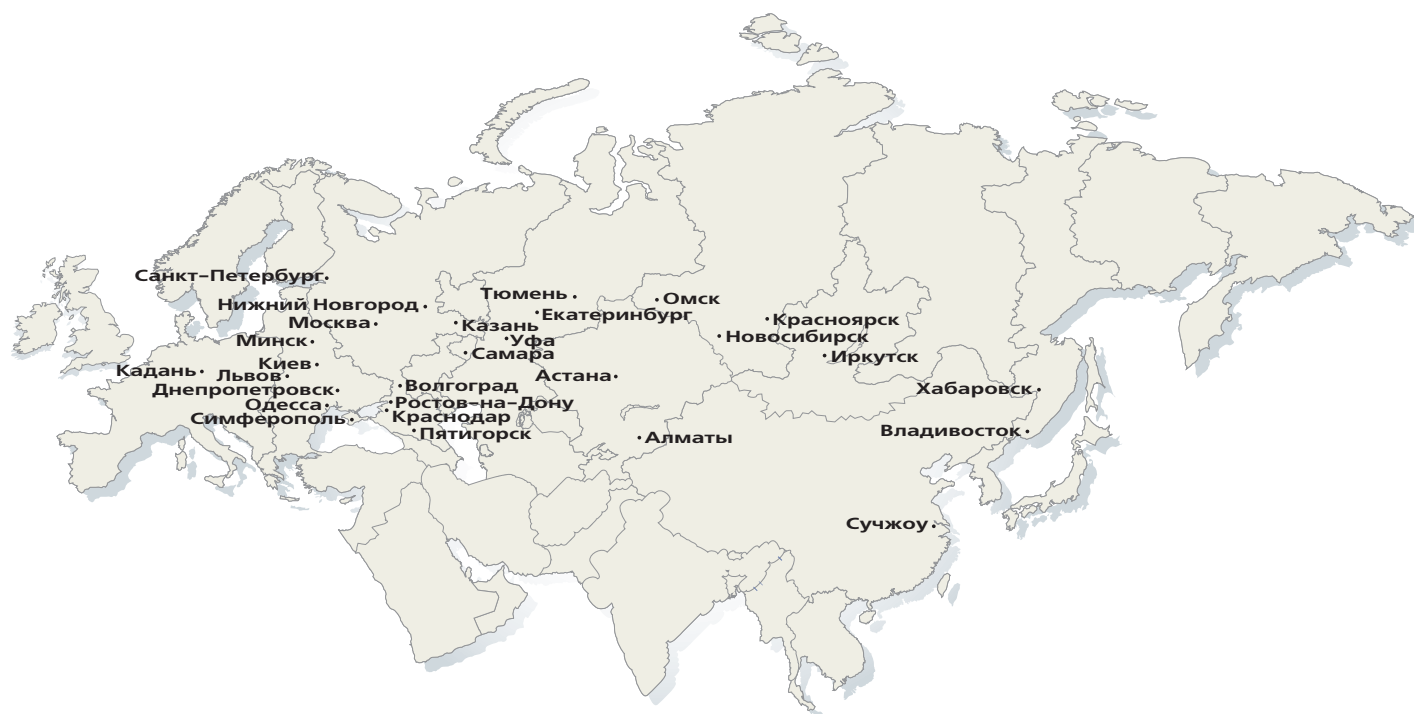 Санкт-Петербург
Тюмень
Омск
Нижний Новгород
Екатеринбург
Москва
Казань
Красноярск
Минск
Уфа
Новосибирск
Самара
Иркутск
Киев
Кадань
Львов
Астана
Волгоград
Хабаровск
Днепропетровск
Ростов-на-Дону
Одесса
Краснодар
Симферополь
Пятигорск
Алматы
Владивосток
Сучжоу